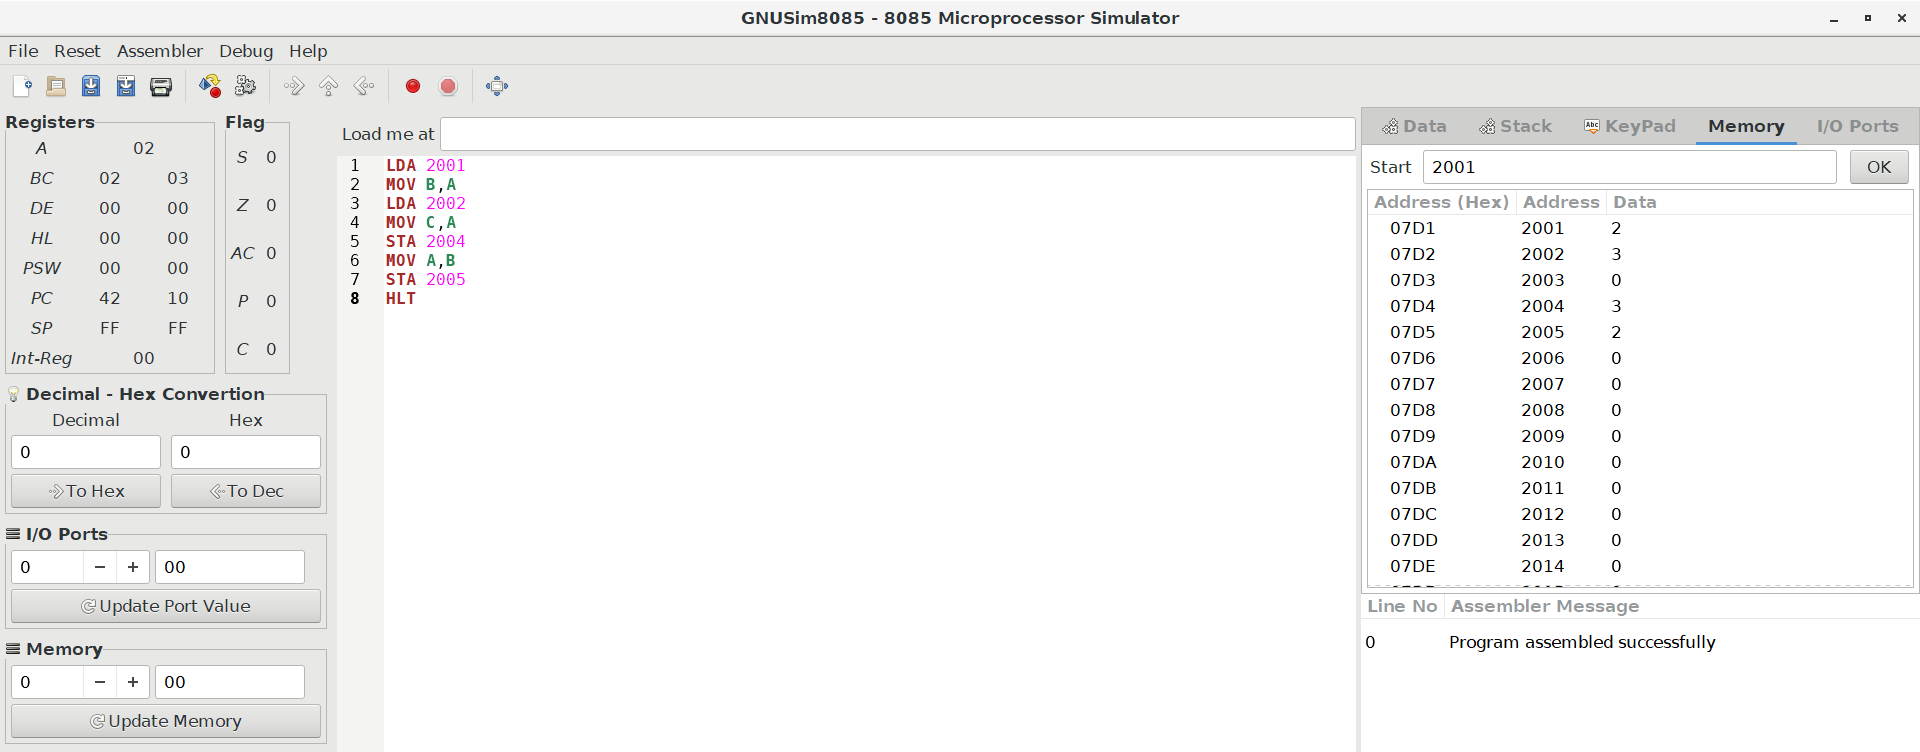 GNUSim8085 - 8085 Microprocessor Simulator
File Reset Assembler Debug Help
Registers
A 02
BC 02 03
DE 00 00
HL 00 00
PSW 00 00
PC 42 10
SP FF FF
Int-Reg 00
Flag
S 0
Z 0
AC 0
P 0
C 0
Decimal - Hex Convertion
Decimal Hex
0 0
To Hex To Dec
I/O Ports
0 − + 00
Update Port Value
Memory
0 − + 00
Update Memory
Load me at
1 LDA 2001
2 MOV B,A
3 LDA 2002
4 MOV C,A
5 STA 2004
6 MOV A,B
7 STA 2005
8 HLT
Data Stack Abc KeyPad Memory I/O Ports
Start 2001 OK
Address (Hex) Address Data
07D1 2001 2
07D2 2002 3
07D3 2003 0
07D4 2004 3
07D5 2005 2
07D6 2006 0
07D7 2007 0
07D8 2008 0
07D9 2009 0
07DA 2010 0
07DB 2011 0
07DC 2012 0
07DD 2013 0
07DE 2014 0
Line No Assembler Message
0 Program assembled successfully